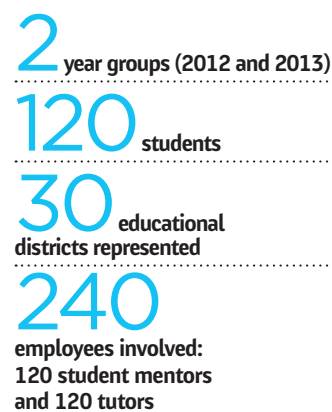 2 year groups (2012 and 2013)
120 students
30 educational
districts represented
240
employees involved:
120 student mentors
and 120 tutors